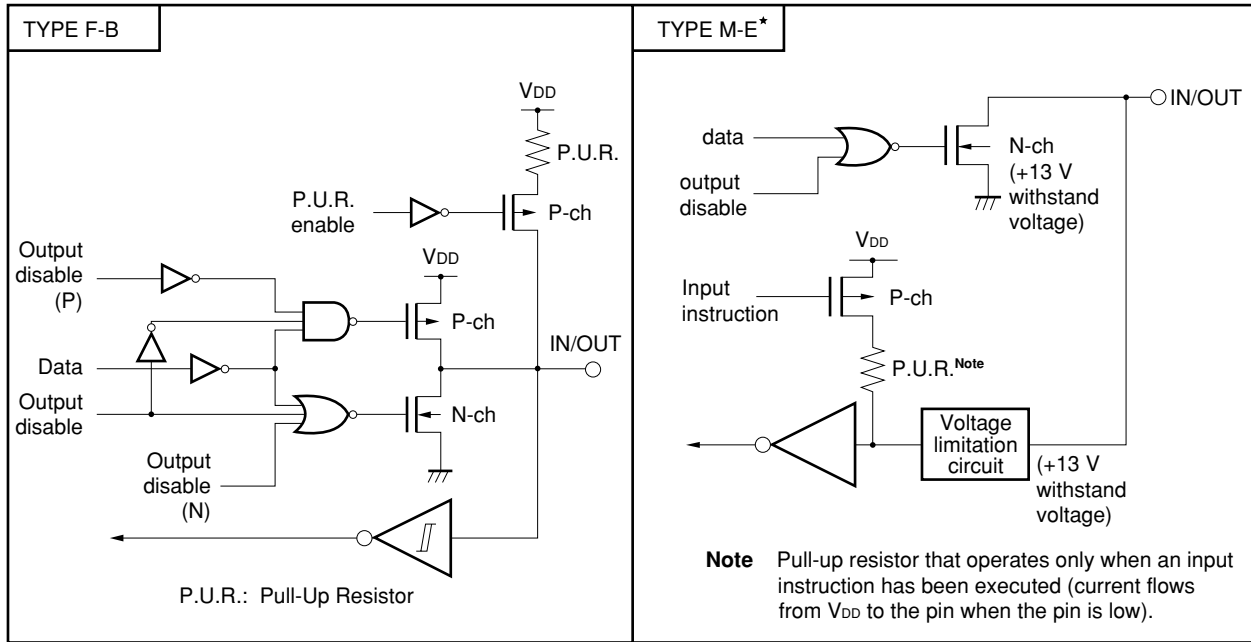 TYPE F-B
VDD
P.U.R.
P.U.R.
enable
P-ch
Output
disable
(P)
VDD
P-ch
IN/OUT
Data
Output
disable
N-ch
Output
disable
(N)
P.U.R.: Pull-Up Resistor
TYPE M-E★
IN/OUT
data
output
disable
N-ch
(+13 V
withstand
voltage)
VDD
Input
instruction
P-ch
P.U.R.Note
Voltage
limitation
circuit
(+13 V
withstand
voltage)
Note Pull-up resistor that operates only when an input
instruction has been executed (current flows
from VDD to the pin when the pin is low).